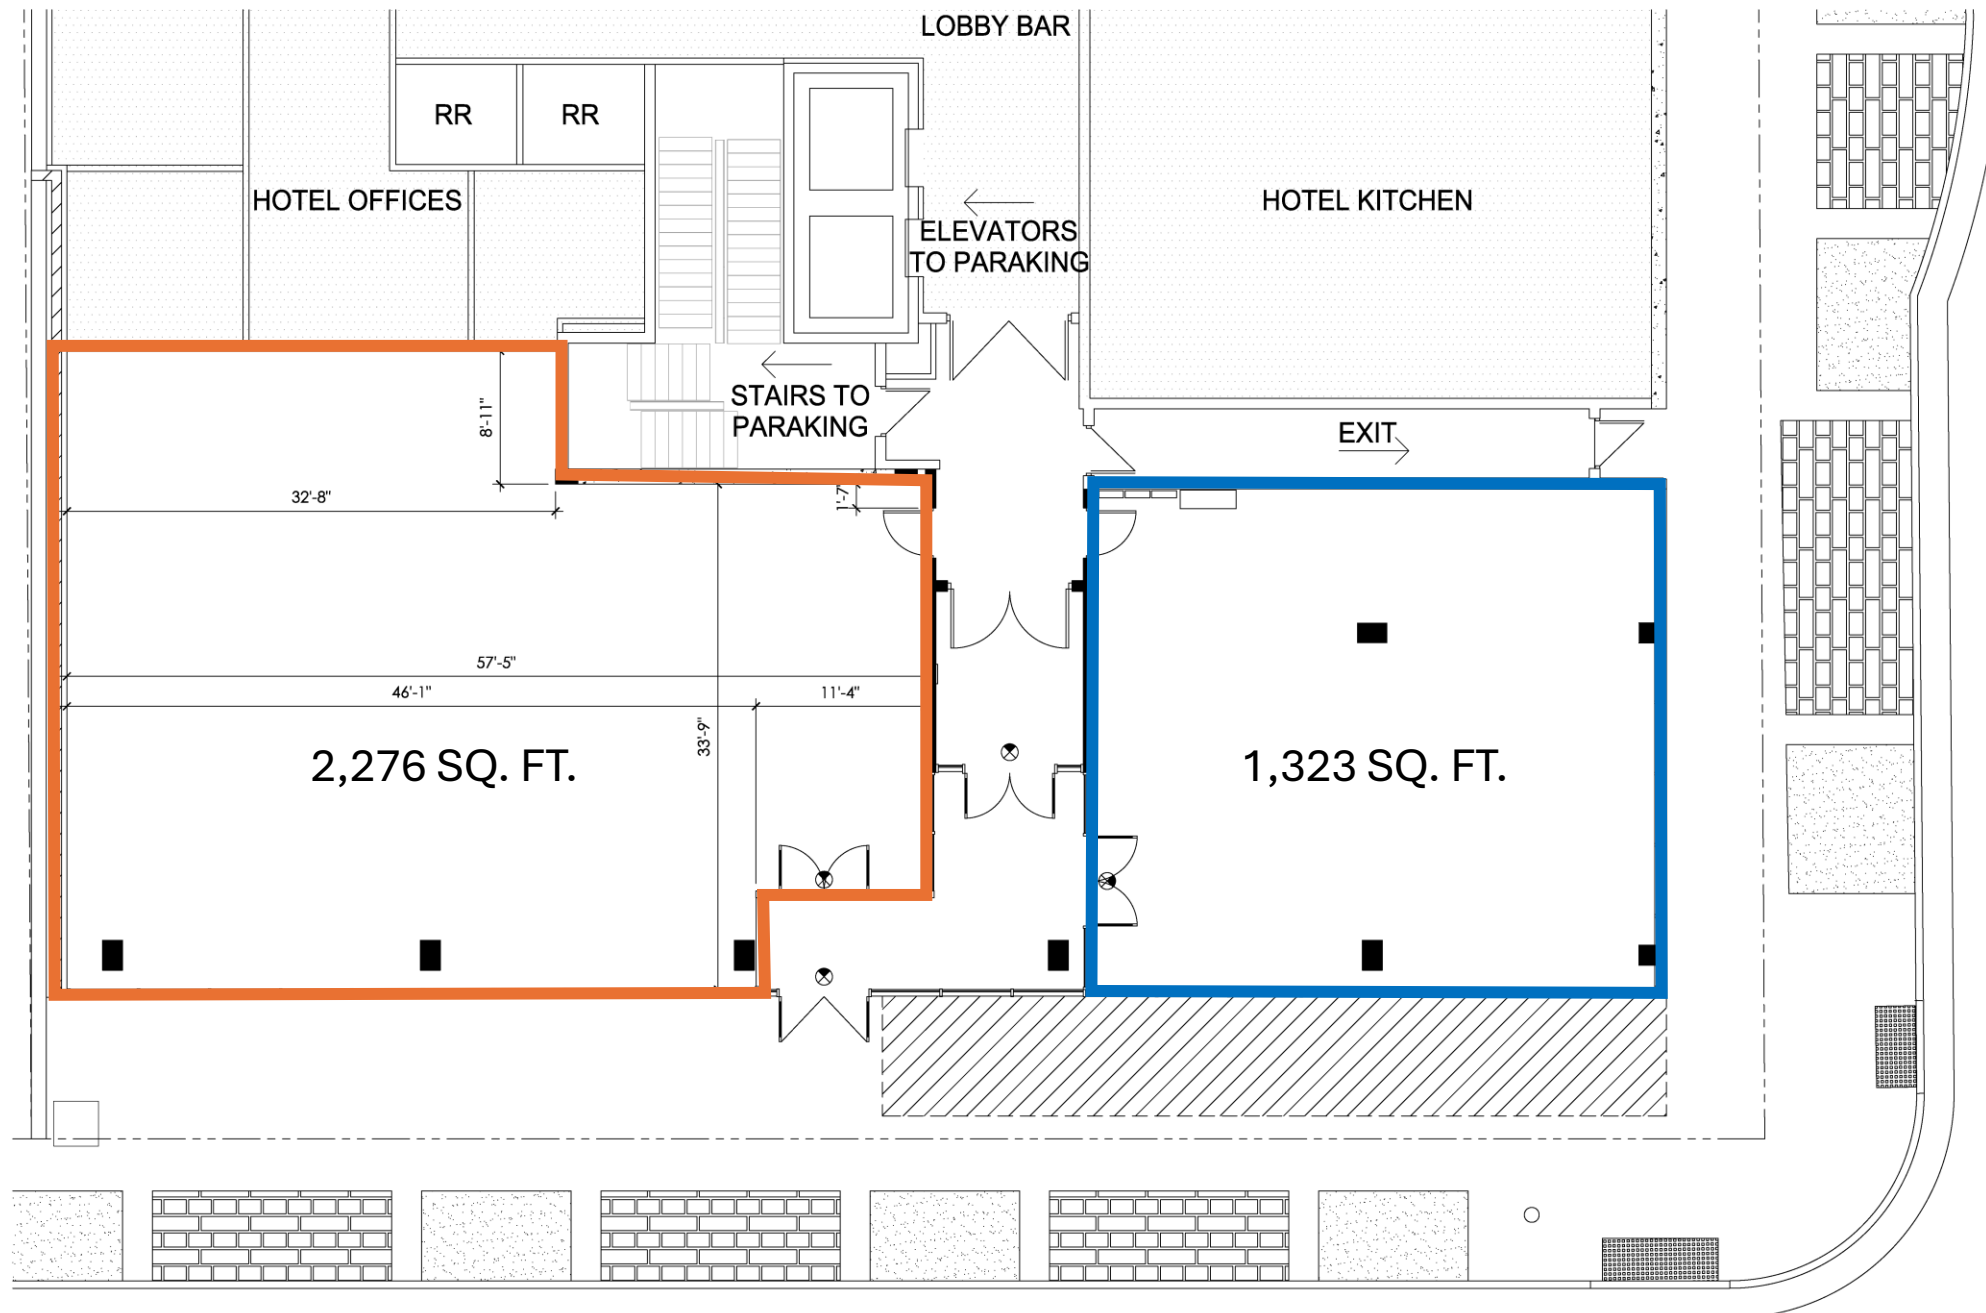 LOBBY BAR
RR
RR
HOTEL OFFICES
HOTEL KITCHEN
ELEVATORS
TO PARAKING
STAIRS TO
PARAKING
EXIT
8'-11"
32'-8"
1'-7"
57'-5"
46'-1"
11'-4"
33'-9"
2,276 SQ. FT.
1,323 SQ. FT.